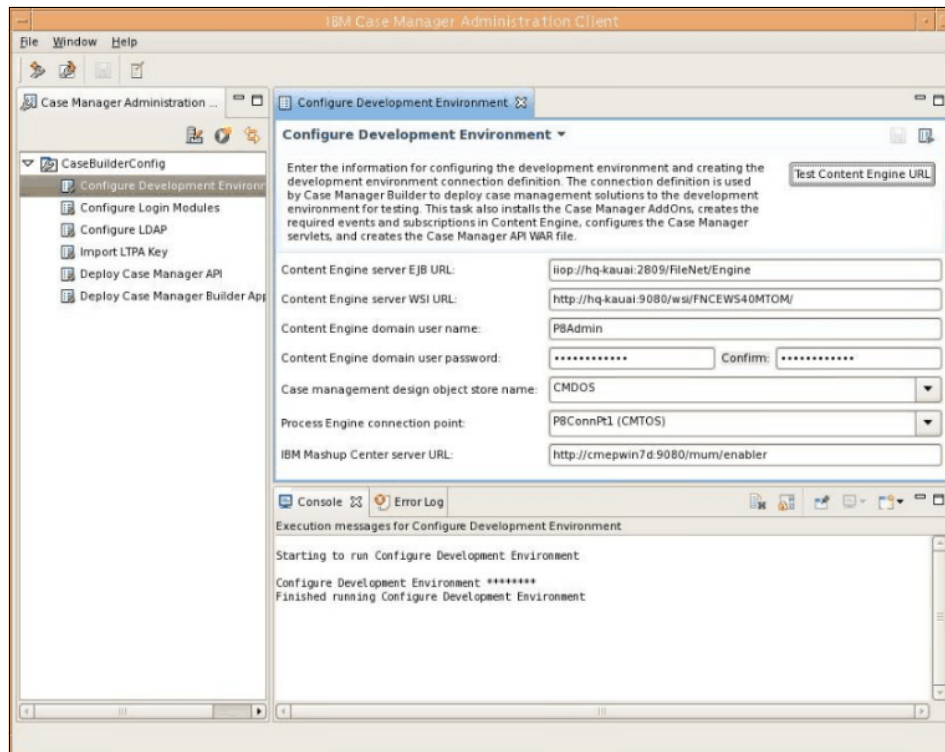 IBM Case Manager Administration Client
File Window Help
Case Manager Administration ...
CaseBuilderConfig
Configure Development Environr
Configure Login Modules
Configure LDAP
Import LTPA Key
Deploy Case Manager API
Deploy Case Manager Builder App
Configure Development Environment
Configure Development Environment
Enter the information for configuring the development environment and creating the
development environment connection definition. The connection definition is used
by Case Manager Builder to deploy case management solutions to the development
environment for testing. This task also installs the Case Manager AddOns, creates the
required events and subscriptions in Content Engine, configures the Case Manager
servlets, and creates the Case Manager API WAR file.
Test Content Engine URL
Content Engine server EJB URL: iiop://hq-kauai:2809/FileNet/Engine
Content Engine server WSI URL: http://hq-kauai:9080/wsi/FNCEWS40MTOM/
Content Engine domain user name: P8Admin
Content Engine domain user password: •••••••••••• Confirm: ••••••••••••
Case management design object store name: CMDOS
Process Engine connection point: P8ConnPt1 (CMTOS)
IBM Mashup Center server URL: http://cmepwin7d:9080/mum/enabler
Console Error Log
Execution messages for Configure Development Environment
Starting to run Configure Development Environment
Configure Development Environment ********
Finished running Configure Development Environment